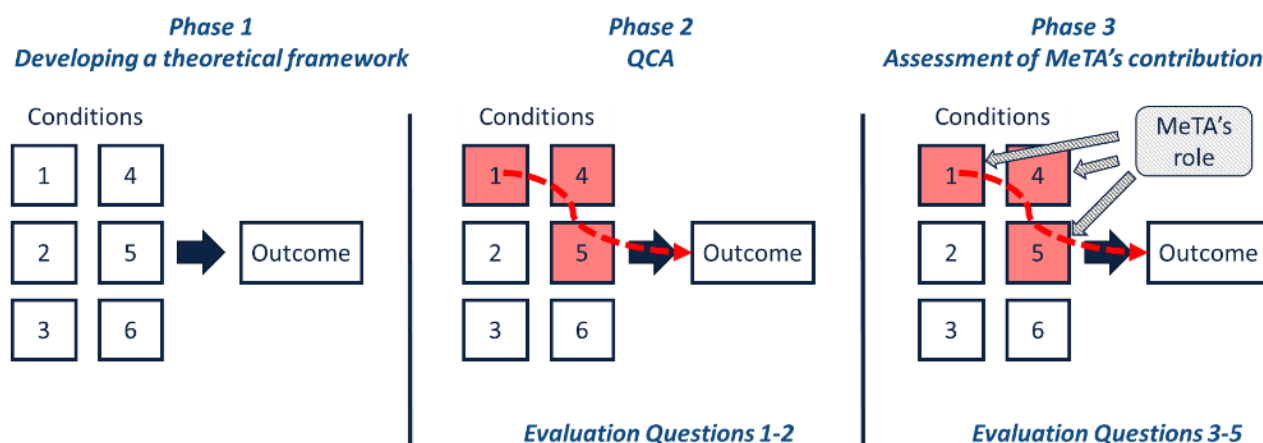 Phase 1
Developing a theoretical framework
Conditions
1 4
2 5
Outcome
3 6
Phase 2
QCA
Conditions
1 4
2 5
Outcome
3 6
Evaluation Questions 1-2
Phase 3
Assessment of MeTA's contribution
Conditions
MeTA's
role
1 4
2 5
Outcome
3 6
Evaluation Questions 3-5